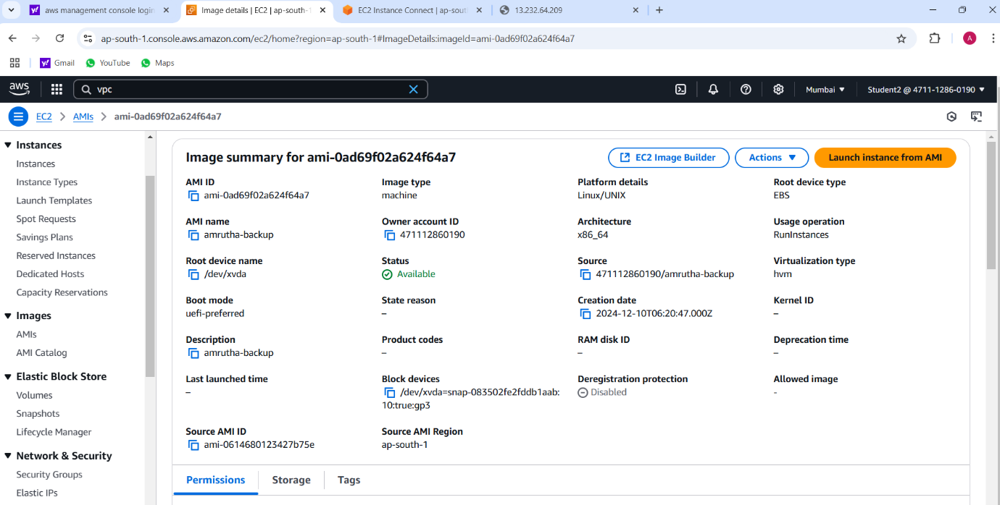 aws management console login
Image details | EC2 | ap-south-1
EC2 Instance Connect | ap-sout
13.232.64.209
ap-south-1.console.aws.amazon.com/ec2/home?region=ap-south-1#ImageDetails:imageId=ami-0ad69f02a624f64a7
A
Gmail
YouTube
Maps
aws
vpc
Mumbai
Student2 @ 4711-1286-0190
EC2
AMIs
ami-0ad69f02a624f64a7
Instances
Instances
Instance Types
Launch Templates
Spot Requests
Savings Plans
Reserved Instances
Dedicated Hosts
Capacity Reservations
Images
AMIs
AMI Catalog
Elastic Block Store
Volumes
Snapshots
Lifecycle Manager
Network & Security
Security Groups
Elastic IPs
Image summary for ami-0ad69f02a624f64a7
EC2 Image Builder
Actions
Launch instance from AMI
AMI ID
ami-0ad69f02a624f64a7
Image type
machine
Platform details
Linux/UNIX
Root device type
EBS
AMI name
amrutha-backup
Owner account ID
471112860190
Architecture
x86_64
Usage operation
RunInstances
Root device name
/dev/xvda
Status
Available
Source
471112860190/amrutha-backup
Virtualization type
hvm
Boot mode
uefi-preferred
State reason
–
Creation date
2024-12-10T06:20:47.000Z
Kernel ID
–
Description
amrutha-backup
Product codes
–
RAM disk ID
–
Deprecation time
–
Last launched time
–
Block devices
/dev/xvda=snap-083502fe2fddb1aab:
10:true:gp3
Deregistration protection
Disabled
Allowed image
-
Source AMI ID
ami-0614680123427b75e
Source AMI Region
ap-south-1
Permissions
Storage
Tags